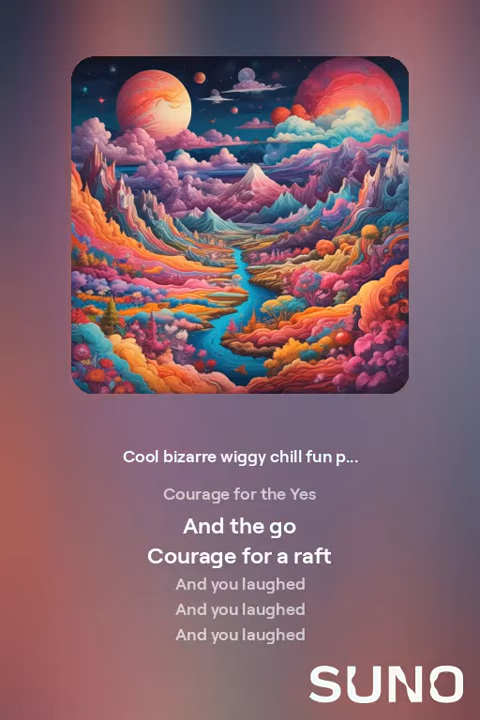 Cool bizarre wiggy chill fun p...
Courage for the Yes
And the go
Courage for a raft
And you laughed
And you laughed
And you laughed
SUNO